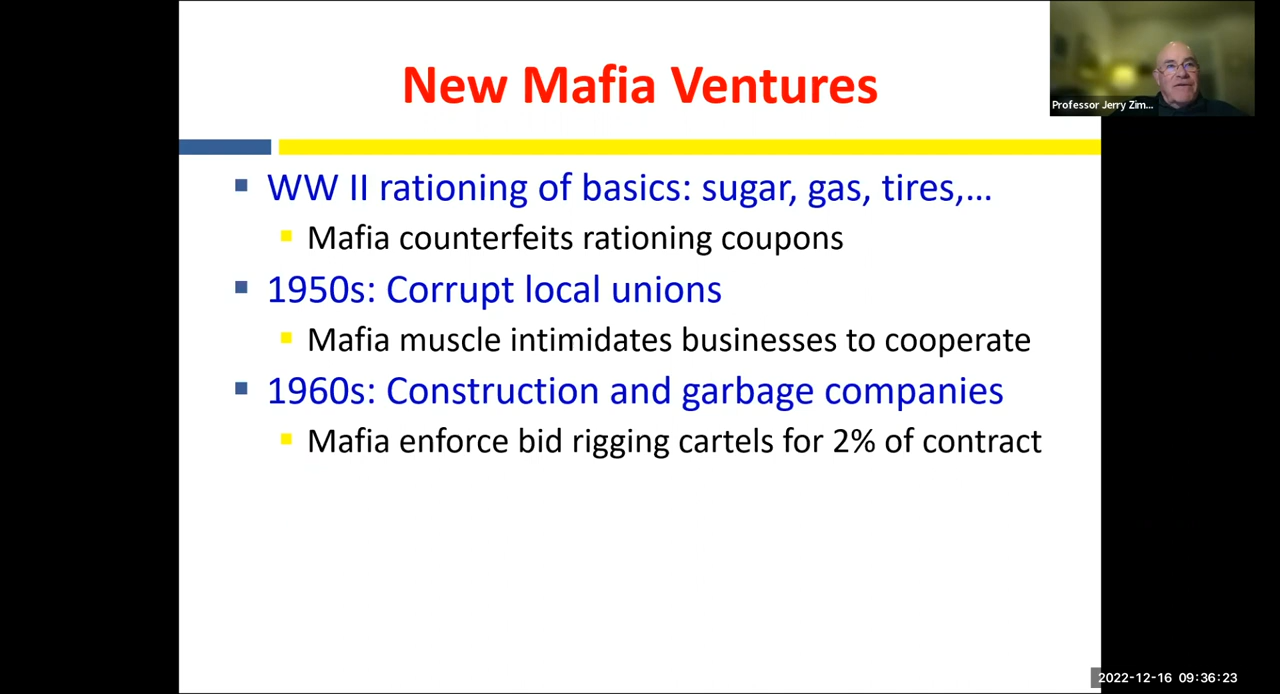 New Mafia Ventures
Professor Jerry Zim...
WW II rationing of basics: sugar, gas, tires,…
Mafia counterfeits rationing coupons
1950s: Corrupt local unions
Mafia muscle intimidates businesses to cooperate
1960s: Construction and garbage companies
Mafia enforce bid rigging cartels for 2% of contract
2022-12-16 09:36:23